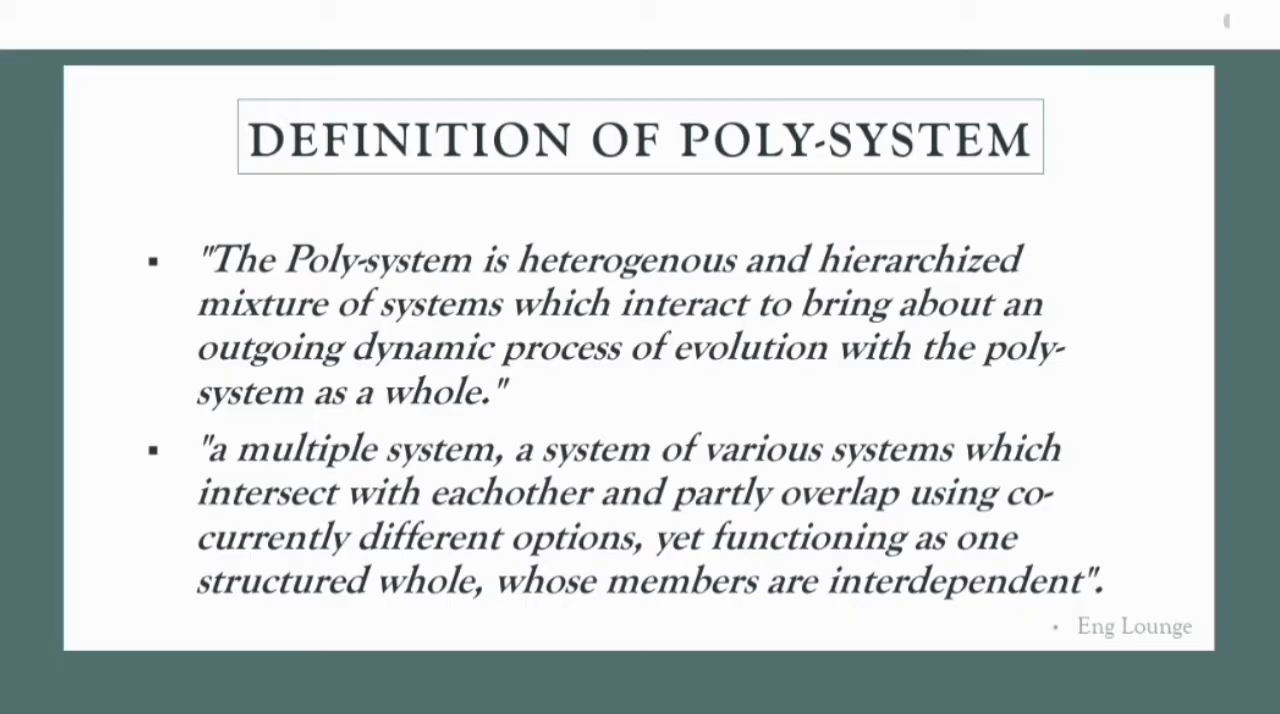 DEFINITION OF POLY-SYSTEM
▪ "The Poly-system is heterogenous and hierarchized
mixture of systems which interact to bring about an
outgoing dynamic process of evolution with the poly-
system as a whole."
▪ "a multiple system, a system of various systems which
intersect with eachother and partly overlap using co-
currently different options, yet functioning as one
structured whole, whose members are interdependent".
• Eng Lounge